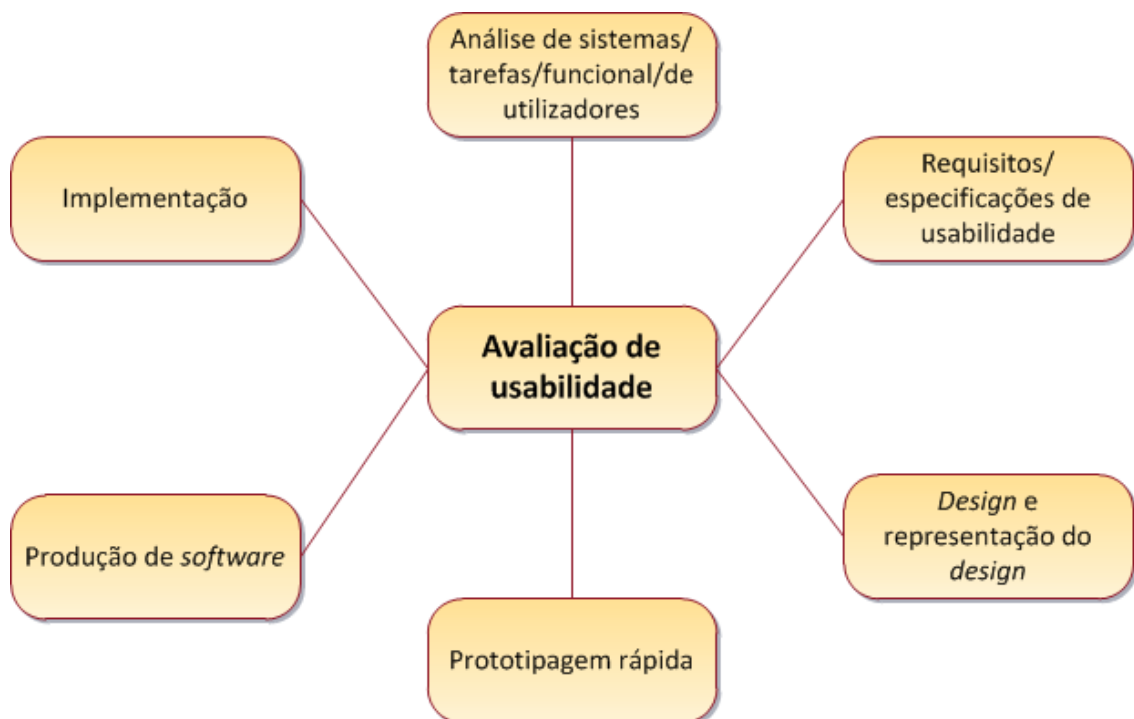 Análise de sistemas/
tarefas/funcional/de
utilizadores
Implementação
Requisitos/
especificações de
usabilidade
Avaliação de
usabilidade
Produção de software
Design e
representação do
design
Prototipagem rápida